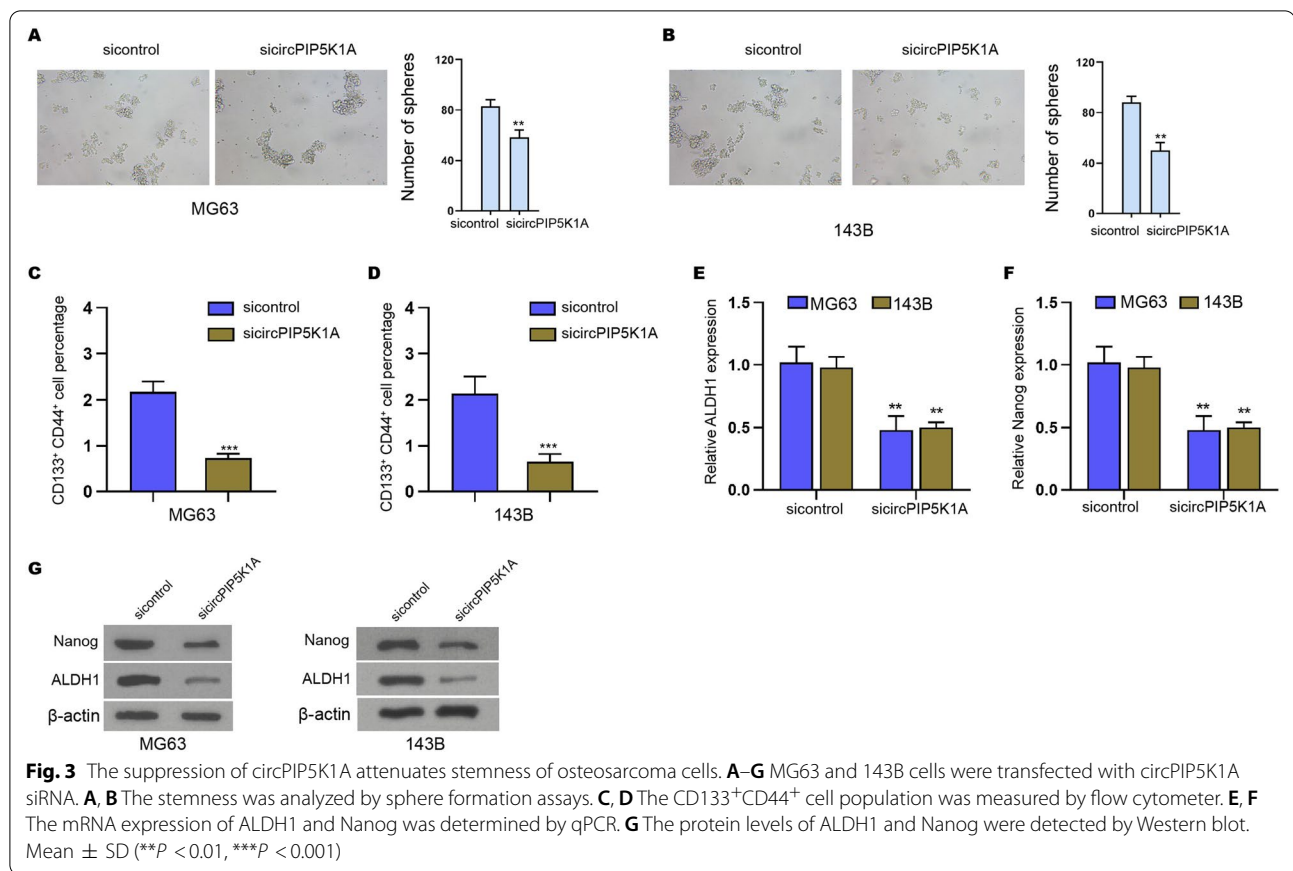 A
sicontrol sicircPIP5K1A
Number of spheres
120
80
40
0
**
sicontrol sicircPIP5K1A
MG63
B
sicontrol sicircPIP5K1A
Number of spheres
120
80
40
0
**
sicontrol sicircPIP5K1A
143B
C
CD133⁺ CD44⁺ cell percentage
4
3
2
1
0
sicontrol
sicircPIP5K1A
***
MG63
D
CD133⁺ CD44⁺ cell percentage
4
3
2
1
0
sicontrol
sicircPIP5K1A
***
143B
E
Relative ALDH1 expression
1.5
1.0
0.5
0.0
MG63 143B
** **
sicontrol sicircPIP5K1A
F
Relative Nanog expression
1.5
1.0
0.5
0.0
MG63 143B
** **
sicontrol sicircPIP5K1A
G
sicontrol sicircPIP5K1A
Nanog
ALDH1
β-actin
MG63
sicontrol sicircPIP5K1A
Nanog
ALDH1
β-actin
143B
Fig. 3 The suppression of circPIP5K1A attenuates stemness of osteosarcoma cells. A–G MG63 and 143B cells were transfected with circPIP5K1A
siRNA. A, B The stemness was analyzed by sphere formation assays. C, D The CD133⁺CD44⁺ cell population was measured by flow cytometer. E, F
The mRNA expression of ALDH1 and Nanog was determined by qPCR. G The protein levels of ALDH1 and Nanog were detected by Western blot.
Mean ± SD (**P < 0.01, ***P < 0.001)